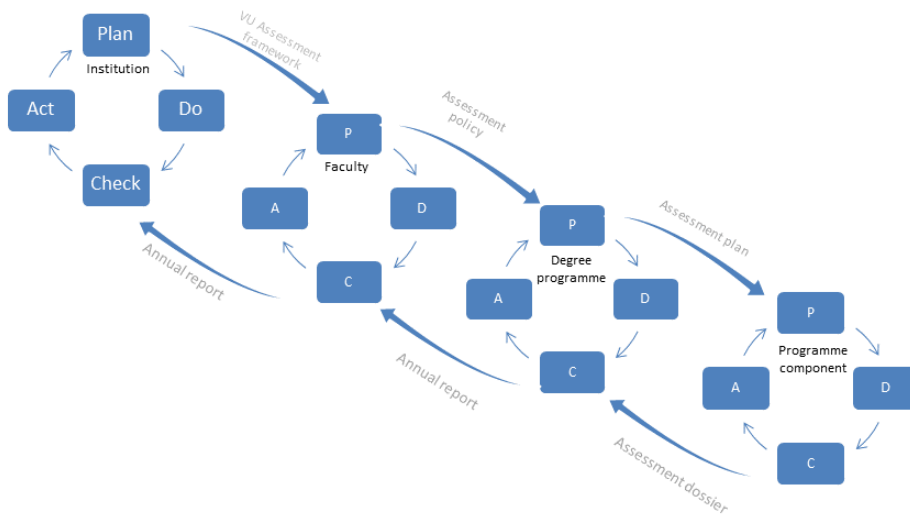 Plan
Institution
Act
Do
Check
VU Assessment
framework
Annual report
P
Faculty
A
D
C
Assessment
policy
Annual report
P
Degree
programme
A
D
C
Assessment plan
Assessment dossier
P
Programme
component
A
D
C